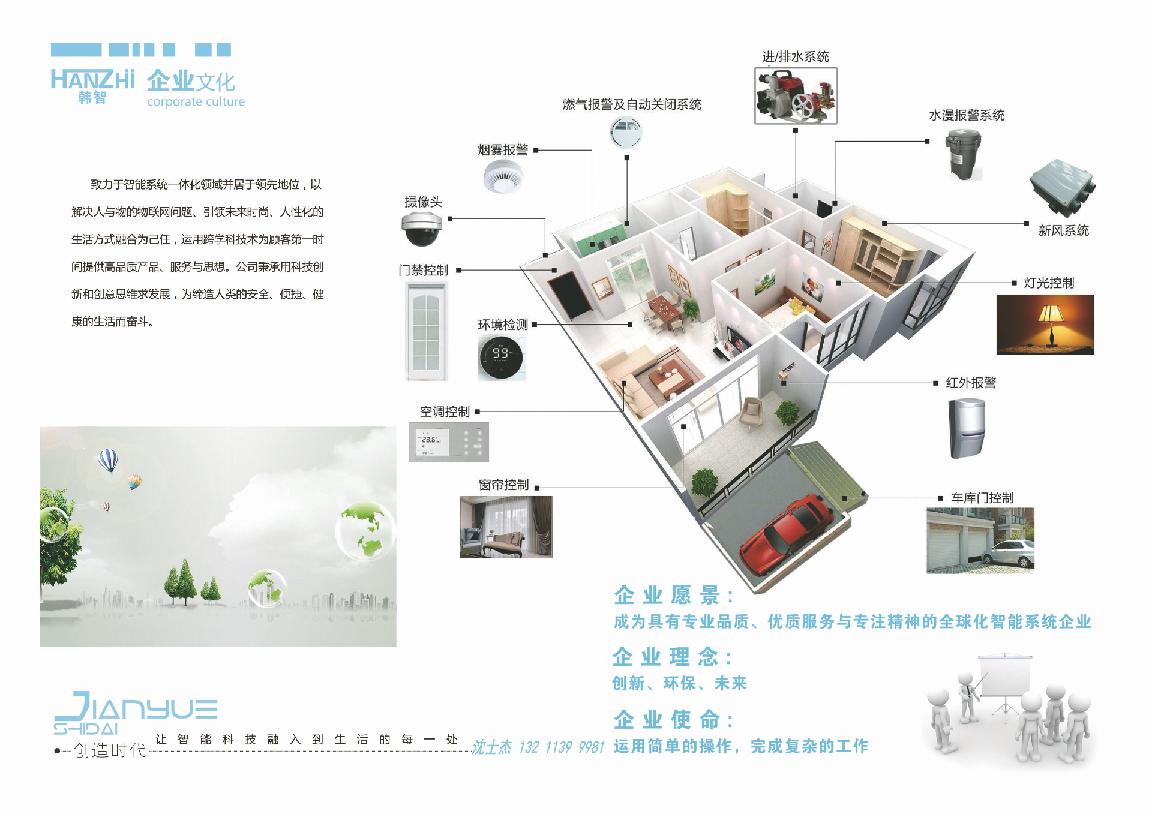 HANZHI 企业文化
韩智 corporate culture
致力于智能系统一体化领域并居于领先地位，以
解决人与物的物联网问题、引领未来时尚、人性化的
生活方式融合为己任，运用跨学科技术为顾客第一时
间提供高品质产品、服务与思想。公司秉承用科技创
新和创意思维求发展，为缔造人类的安全、便捷、健
康的生活而奋斗。
进/排水系统
燃气报警及自动关闭系统
水漫报警系统
烟雾报警
摄像头
新风系统
门禁控制
灯光控制
环境检测
99
红外报警
空调控制
窗帘控制
车库门控制
企业愿景：
成为具有专业品质、优质服务与专注精神的全球化智能系统企业
企业理念：
创新、环保、未来
企业使命：
运用简单的操作，完成复杂的工作
JIANYUE
SHIDAI
创造时代
让智能科技融入到生活的每一处
沈士杰 132 1139 9981